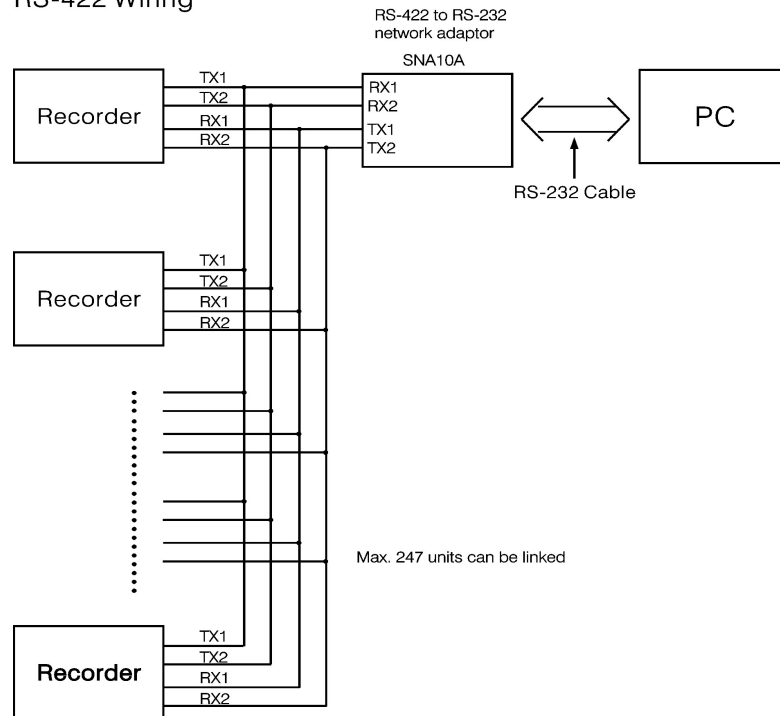 RS-422 Wiring
RS-422 to RS-232
network adaptor
SNA10A
Recorder
TX1
TX2
RX1
RX2
RX1
RX2
TX1
TX2
PC
RS-232 Cable
Recorder
TX1
TX2
RX1
RX2
Max. 247 units can be linked
Recorder
TX1
TX2
RX1
RX2